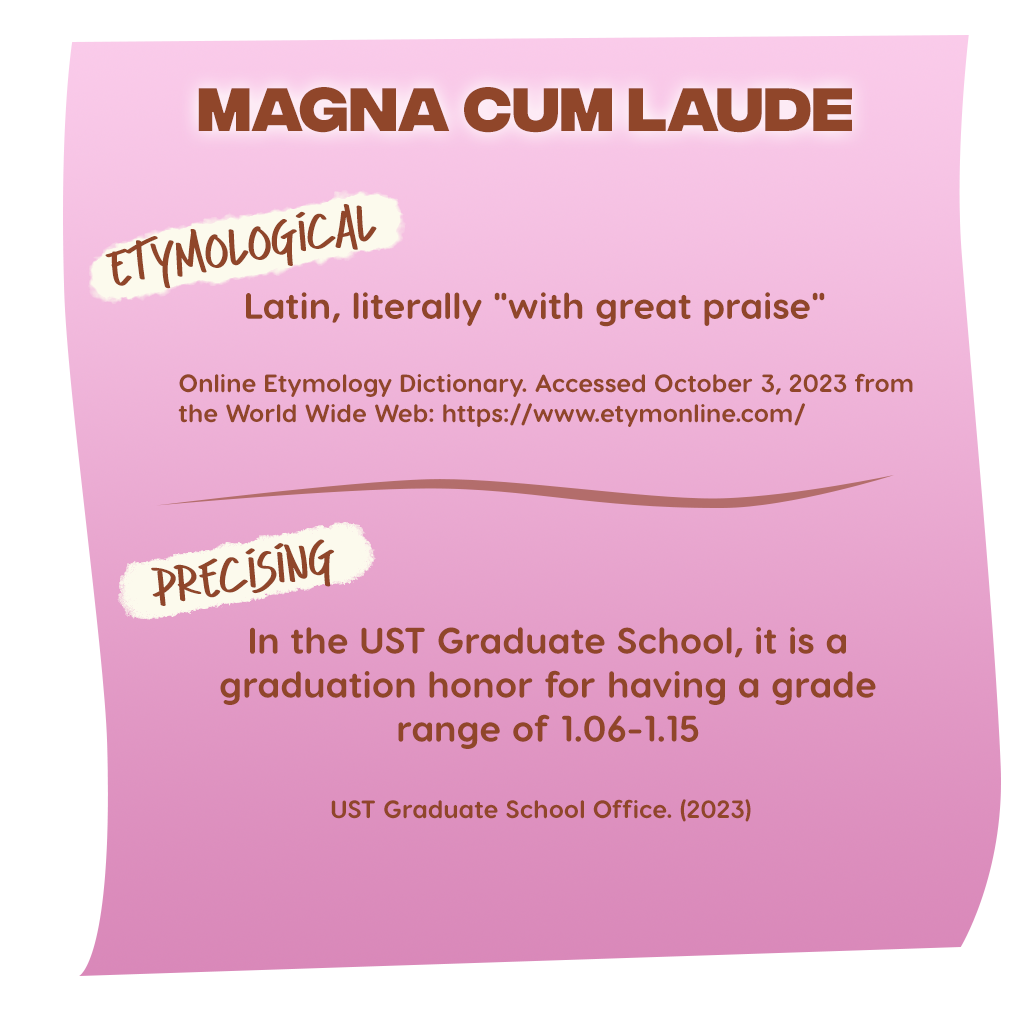 MAGNA CUM LAUDE
ETYMOLOGICAL
Latin, literally "with great praise"
Online Etymology Dictionary. Accessed October 3, 2023 from
the World Wide Web: https://www.etymonline.com/
PRECISING
In the UST Graduate School, it is a
graduation honor for having a grade
range of 1.06-1.15
UST Graduate School Office. (2023)